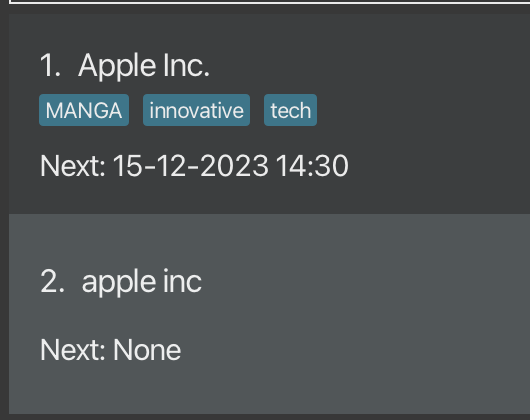 1. Apple Inc.
MANGA innovative tech
Next: 15-12-2023 14:30
2. apple inc
Next: None